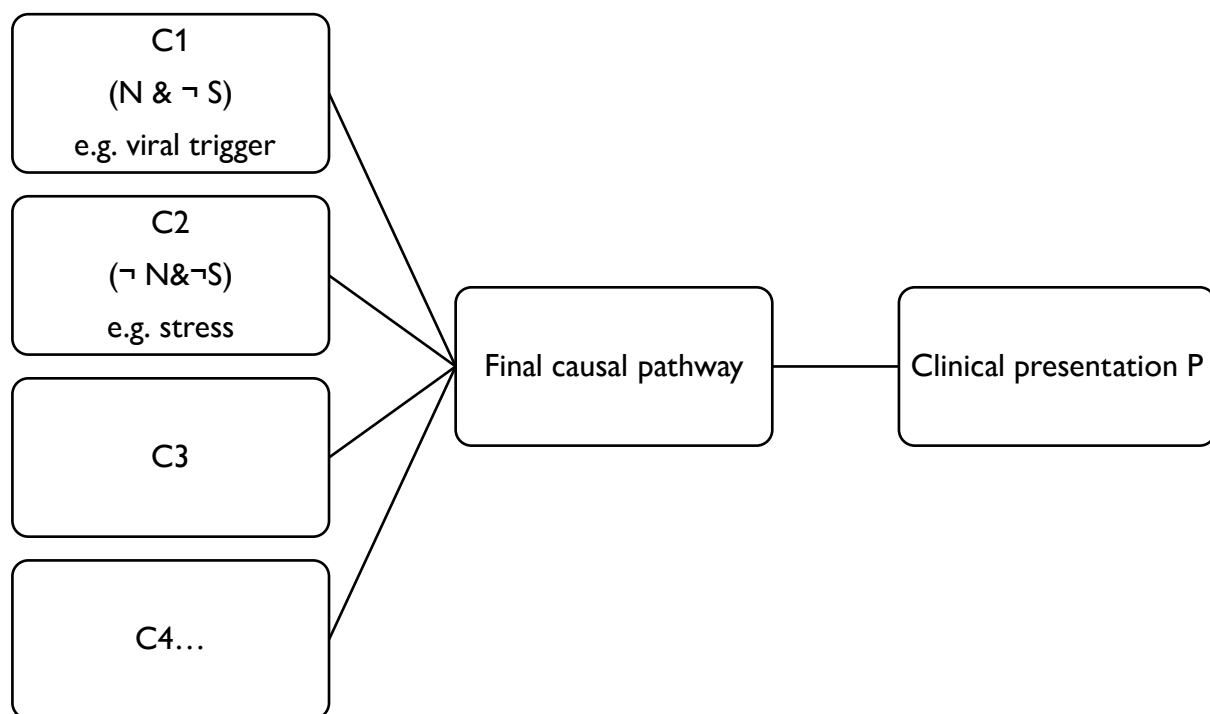 C1
(N & ¬ S)
e.g. viral trigger
C2
(¬ N&¬S)
e.g. stress
C3
C4…
Final causal pathway
Clinical presentation P